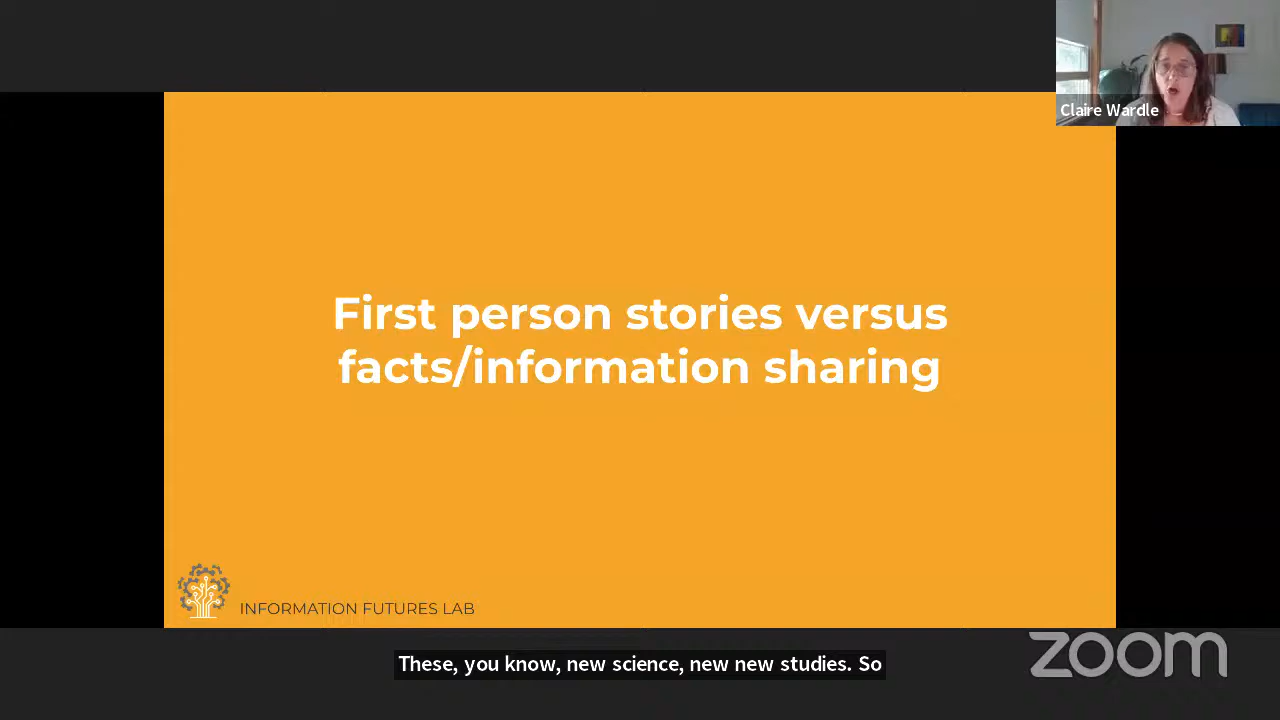 Claire Wardle
First person stories versus
facts/information sharing
INFORMATION FUTURES LAB
These, you know, new science, new new studies. So
zoom